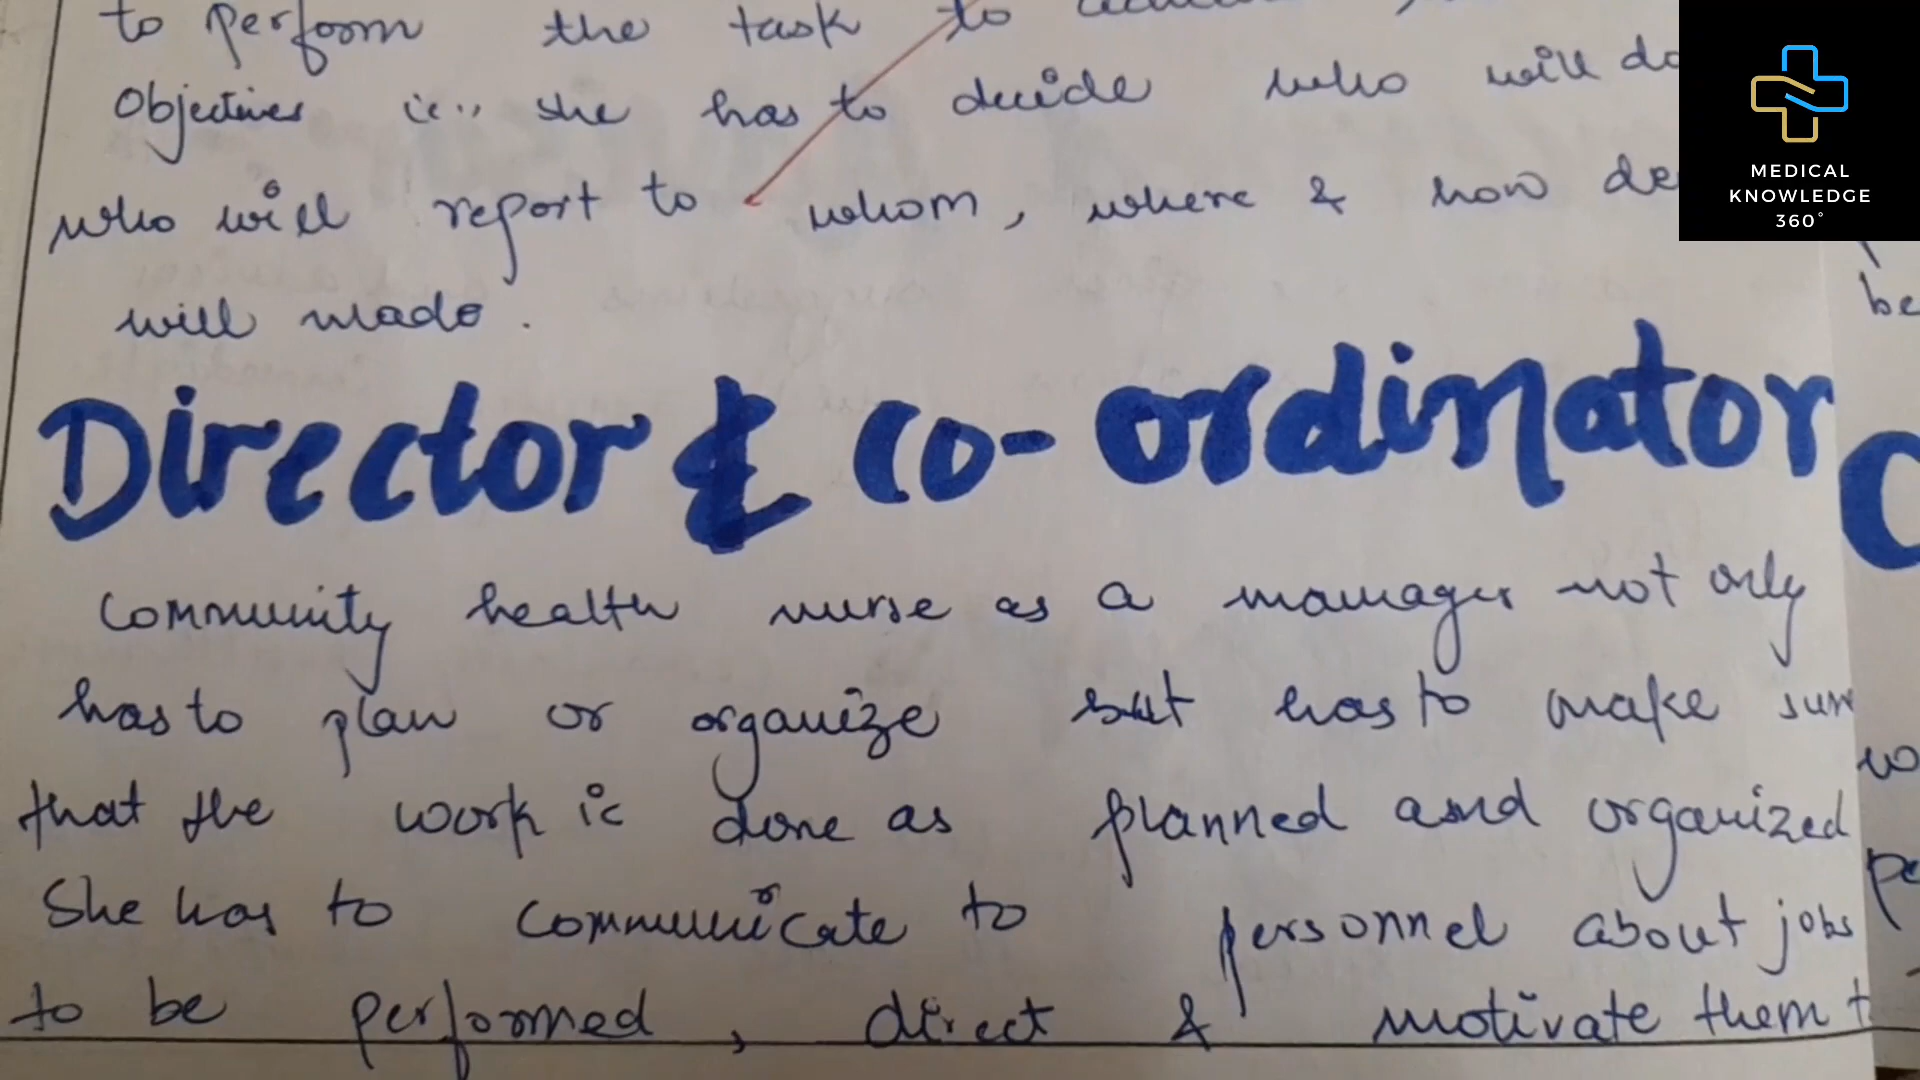 to perform the task to
Objectives i.e., she has to decide who will do
who will report to whom, where & how de
will made.
Director & Co-ordinator
Community health nurse as a manager not only
has to plan or organize but has to make sure
that the work is done as planned and organized
She has to communicate to personnel about jobs
to be performed, direct & motivate them t
MEDICAL
KNOWLEDGE
360°
be
C
wo
pe